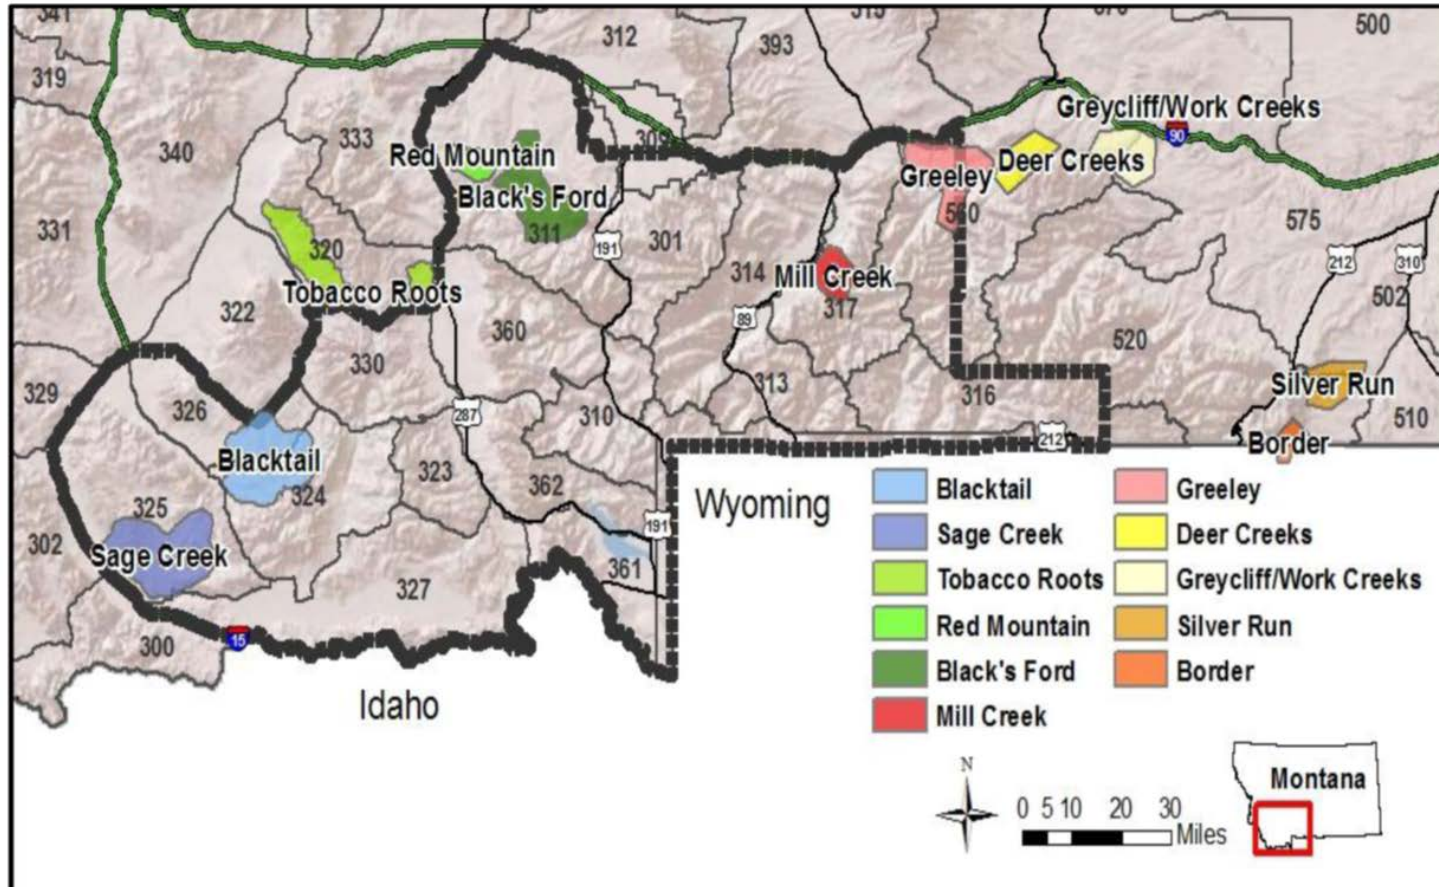 341
312
393
315
570
500
319
Greycliff/Work Creeks
90
340
333
309
Red Mountain
Deer Creeks
Greeley
Black's Ford
331
320
311
191
301
560
575
212
310
314
Mill Creek
Tobacco Roots
502
322
317
89
360
520
330
313
316
Silver Run
329
326
310
287
510
212
Border
Blacktail
323
362
324
Wyoming
325
191
302
Sage Creek
361
327
300
15
Idaho
Blacktail
Sage Creek
Tobacco Roots
Red Mountain
Black's Ford
Mill Creek
Greeley
Deer Creeks
Greycliff/Work Creeks
Silver Run
Border
N
0 5 10 20 30
Miles
Montana